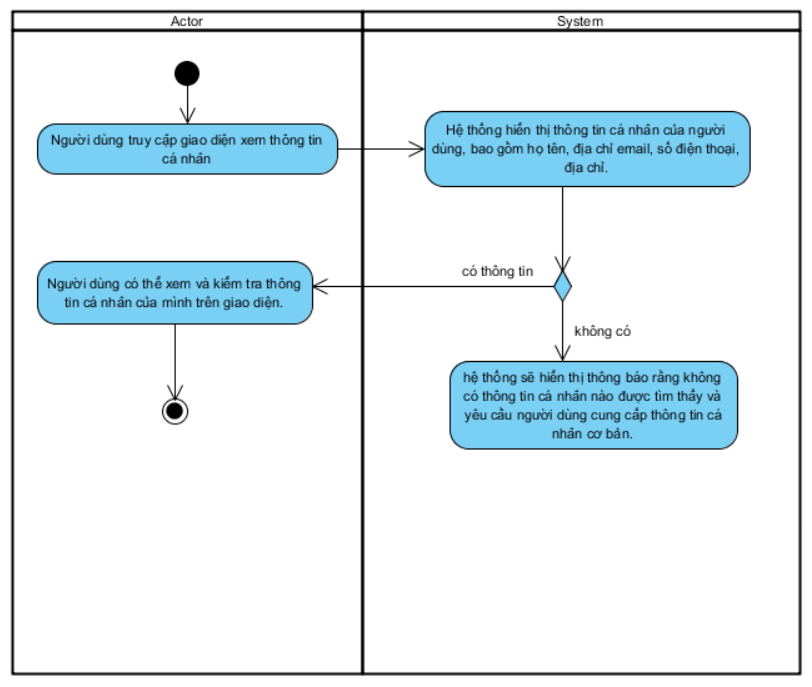 Actor
System
Người dùng truy cập giao diện xem thông tin
cá nhân
Hệ thống hiển thị thông tin cá nhân của người
dùng, bao gồm họ tên, địa chỉ email, số điện thoại,
địa chỉ.
có thông tin
Người dùng có thể xem và kiểm tra thông
tin cá nhân của mình trên giao diện.
không có
hệ thống sẽ hiển thị thông báo rằng không
có thông tin cá nhân nào được tìm thấy và
yêu cầu người dùng cung cấp thông tin cá
nhân cơ bản.